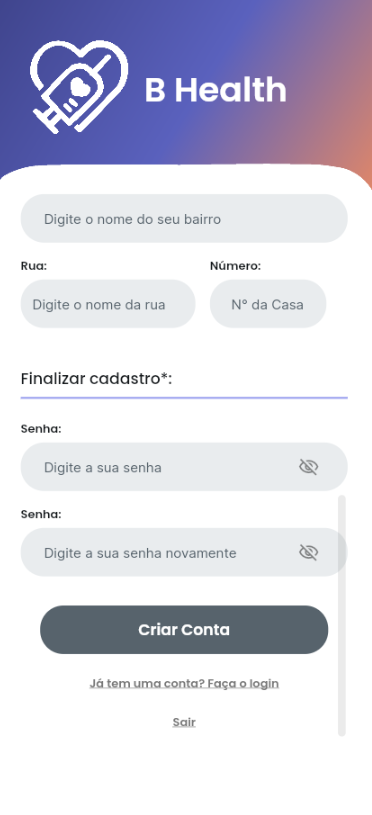 B Health
Digite o nome do seu bairro
Rua:
Número:
Digite o nome da rua
N° da Casa
Finalizar cadastro*:
Senha:
Digite a sua senha
Senha:
Digite a sua senha novamente
Criar Conta
Já tem uma conta? Faça o login
Sair